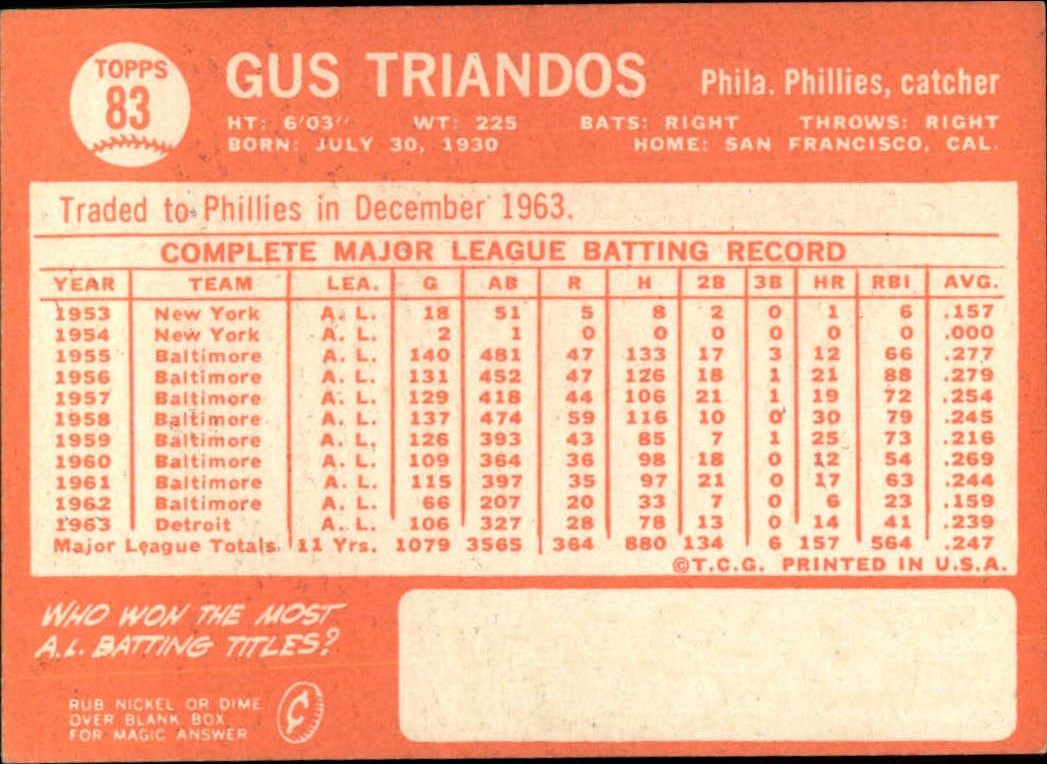 TOPPS
83
GUS TRIANDOS Phila. Phillies, catcher
HT: 6'03" WT: 225 BATS: RIGHT THROWS: RIGHT
BORN: JULY 30, 1930 HOME: SAN FRANCISCO, CAL.
Traded to Phillies in December 1963.
COMPLETE MAJOR LEAGUE BATTING RECORD
YEAR TEAM LEA. G AB R H 2B 3B HR RBI AVG.
1953 New York A. L. 18 51 5 8 2 0 1 6 .157
1954 New York A. L. 2 1 0 0 0 0 0 0 .000
1955 Baltimore A. L. 140 481 47 133 17 3 12 66 .277
1956 Baltimore A. L. 131 452 47 126 18 1 21 88 .279
1957 Baltimore A. L. 129 418 44 106 21 1 19 72 .254
1958 Baltimore A. L. 137 474 59 116 10 0 30 79 .245
1959 Baltimore A. L. 126 393 43 85 7 1 25 73 .216
1960 Baltimore A. L. 109 364 36 98 18 0 12 54 .269
1961 Baltimore A. L. 115 397 35 97 21 0 17 63 .244
1962 Baltimore A. L. 66 207 20 33 7 0 6 23 .159
1963 Detroit A. L. 106 327 28 78 13 0 14 41 .239
Major League Totals 11 Yrs. 1079 3565 364 880 134 6 157 564 .247
©T.C.G. PRINTED IN U.S.A.
WHO WON THE MOST
A.L. BATTING TITLES?
RUB NICKEL OR DIME
OVER BLANK BOX
FOR MAGIC ANSWER
¢